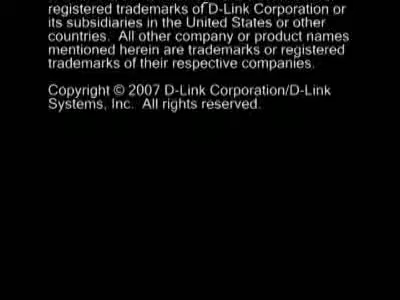 registered trademarks of D-Link Corporation or
its subsidiaries in the United States or other
countries.  All other company or product names
mentioned herein are trademarks or registered
trademarks of their respective companies.
Copyright © 2007 D-Link Corporation/D-Link
Systems, Inc.  All rights reserved.